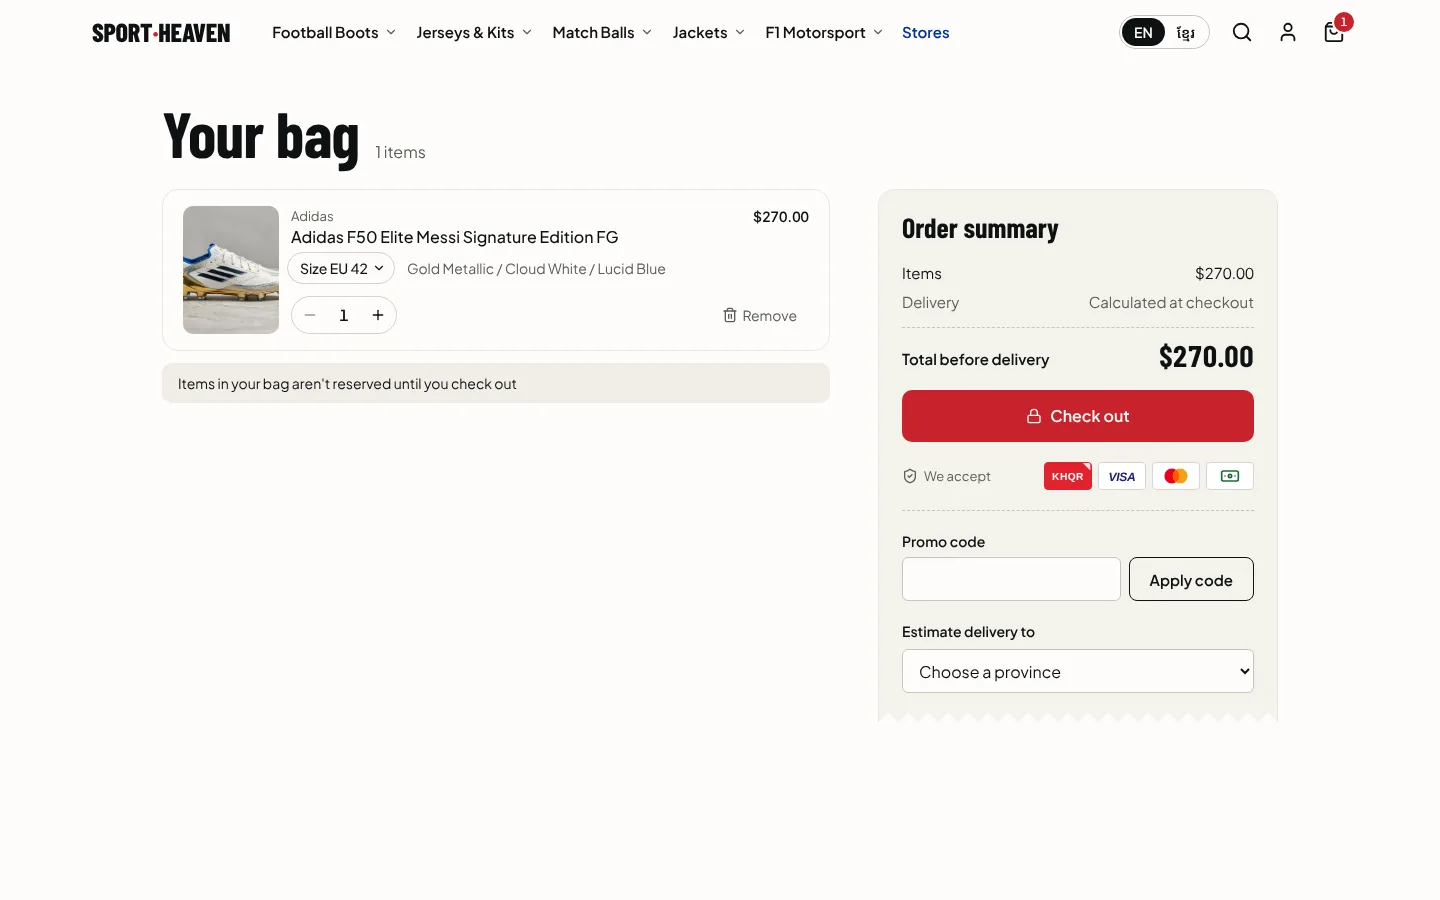 SPORT·HEAVEN
Football Boots
Jerseys & Kits
Match Balls
Jackets
F1 Motorsport
Stores
EN
ខ្មែរ
1
Your bag
1 items
Adidas
$270.00
Adidas F50 Elite Messi Signature Edition FG
Size EU 42
Gold Metallic / Cloud White / Lucid Blue
1
Remove
Items in your bag aren't reserved until you check out
Order summary
Items
$270.00
Delivery
Calculated at checkout
Total before delivery
$270.00
Check out
We accept
KHQR
VISA
Promo code
Apply code
Estimate delivery to
Choose a province